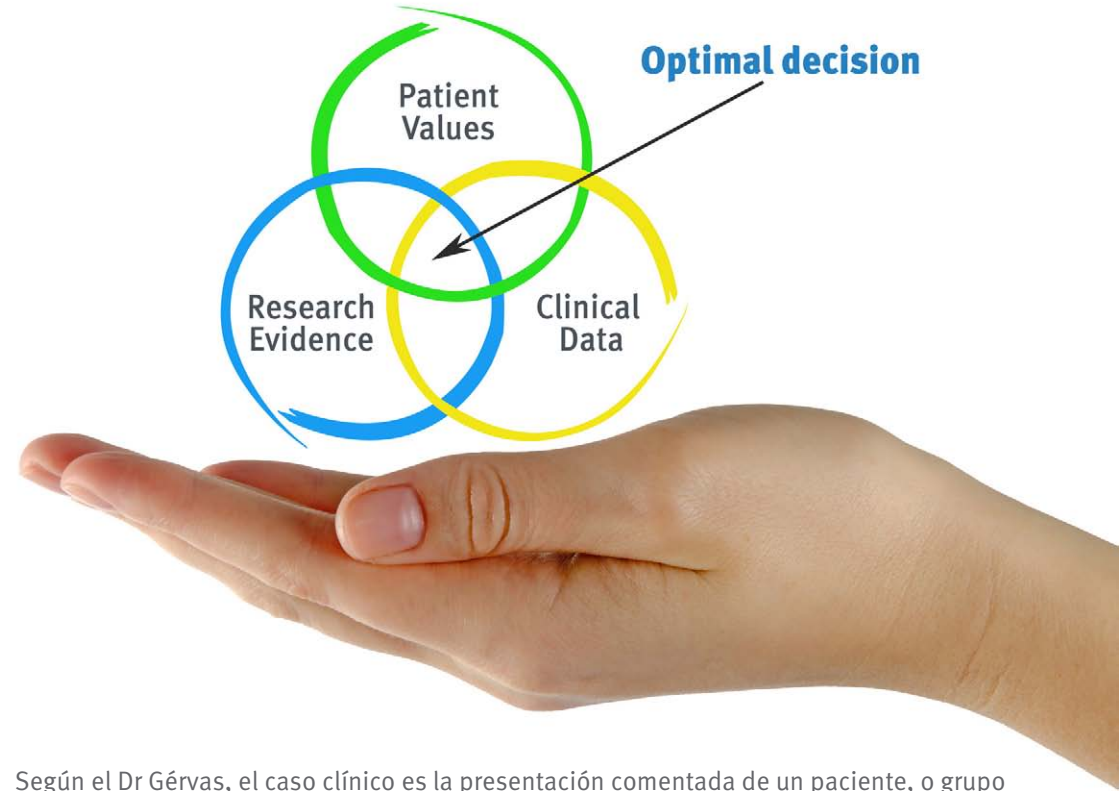 Optimal decision
Patient
Values
Research
Evidence
Clinical
Data
Según el Dr Gérvas, el caso clínico es la presentación comentada de un paciente, o grupo